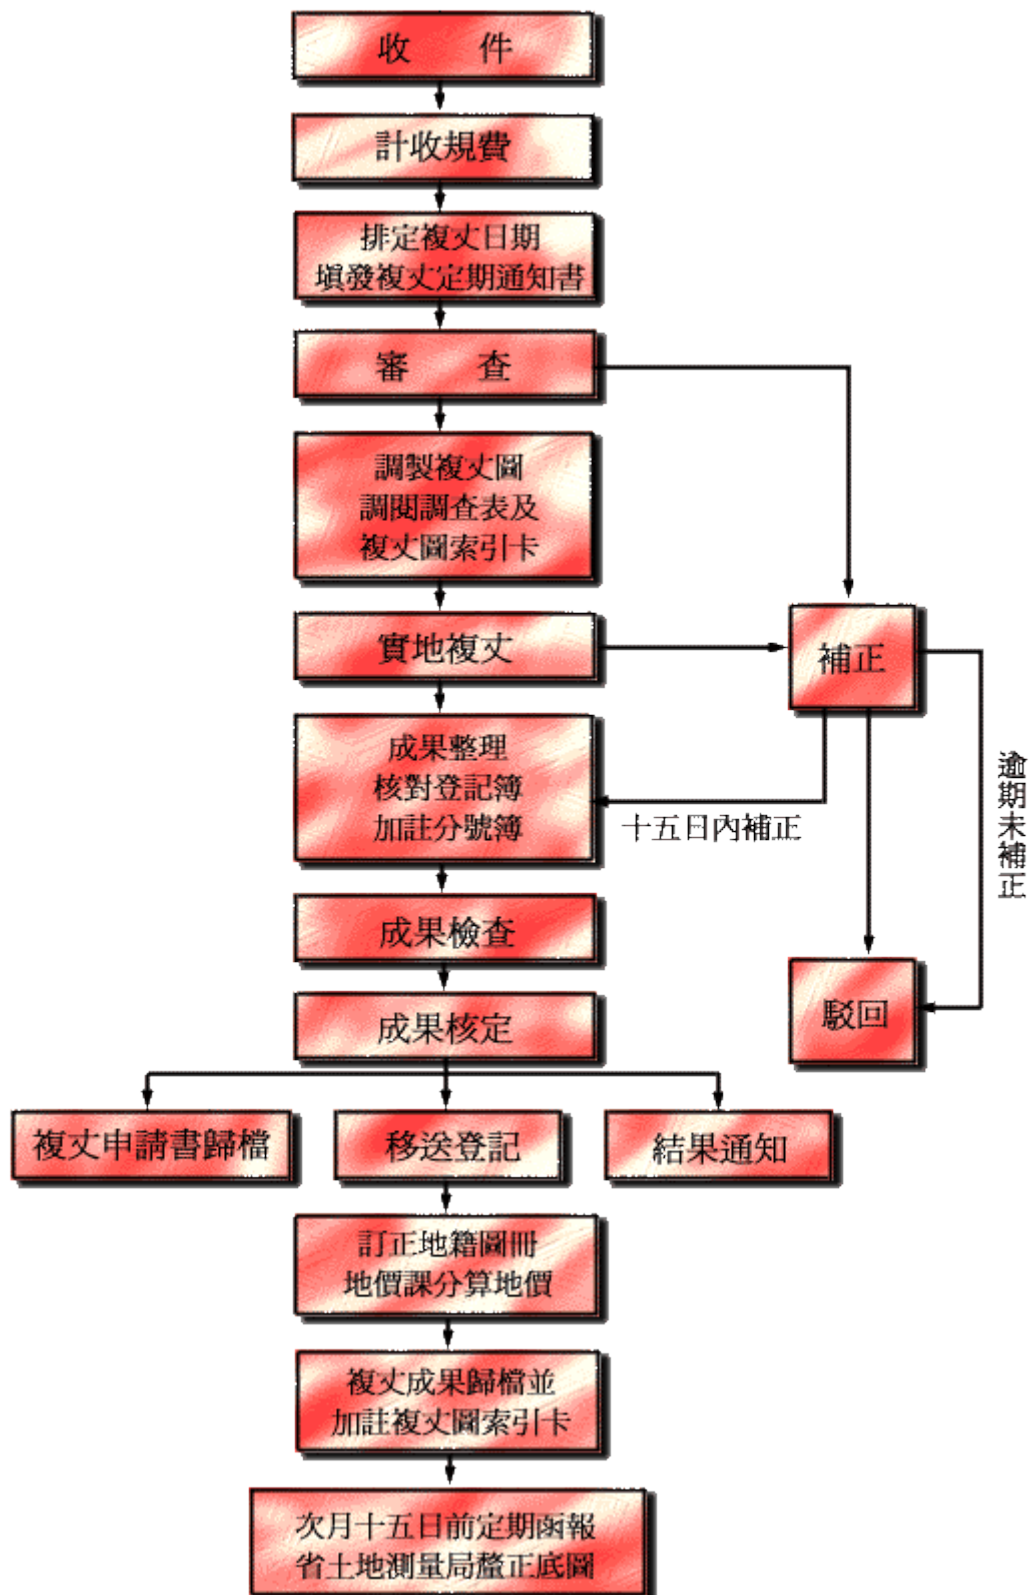 收件
計收規費
排定複丈日期
填發複丈定期通知書
審查
調製複丈圖
調閱調查表及
複丈圖索引卡
實地複丈
補正
成果整理
核對登記簿
加註分號簿
十五日內補正
逾期未補正
成果檢查
成果核定
駁回
複丈申請書歸檔
移送登記
結果通知
訂正地籍圖冊
地價課分算地價
複丈成果歸檔並
加註複丈圖索引卡
次月十五日前定期函報
省土地測量局釐正底圖